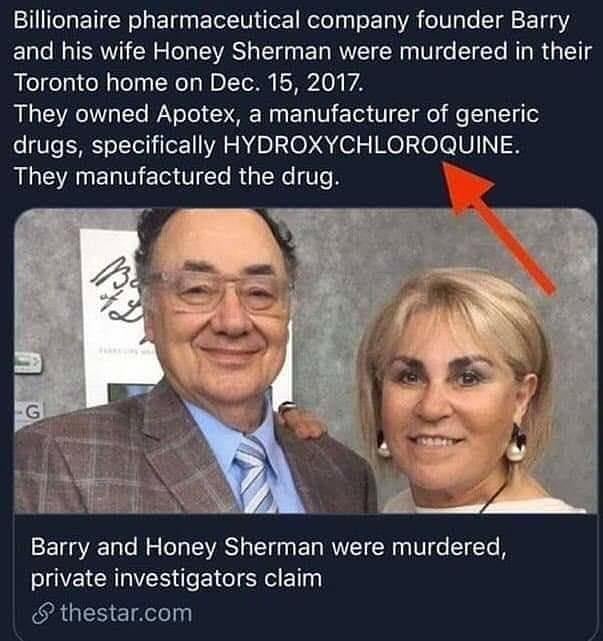 Billionaire pharmaceutical company founder Barry
and his wife Honey Sherman were murdered in their
Toronto home on Dec. 15, 2017.
They owned Apotex, a manufacturer of generic
drugs, specifically HYDROXYCHLOROQUINE.
They manufactured the drug.
G
Barry and Honey Sherman were murdered,
private investigators claim
thestar.com